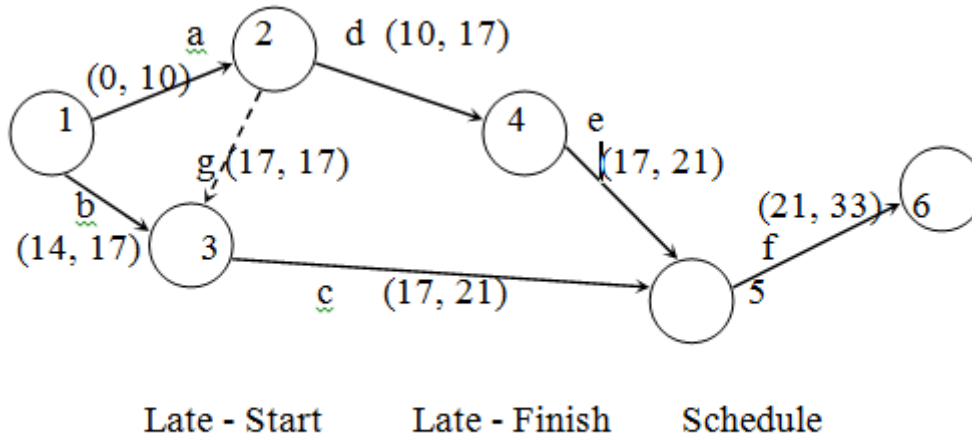 a
2
d (10, 17)
(0, 10)
1
4
e
g (17, 17)
(17, 21)
b
(21, 33)
6
(14, 17)
3
f
c
(17, 21)
5
Late - Start Late - Finish Schedule